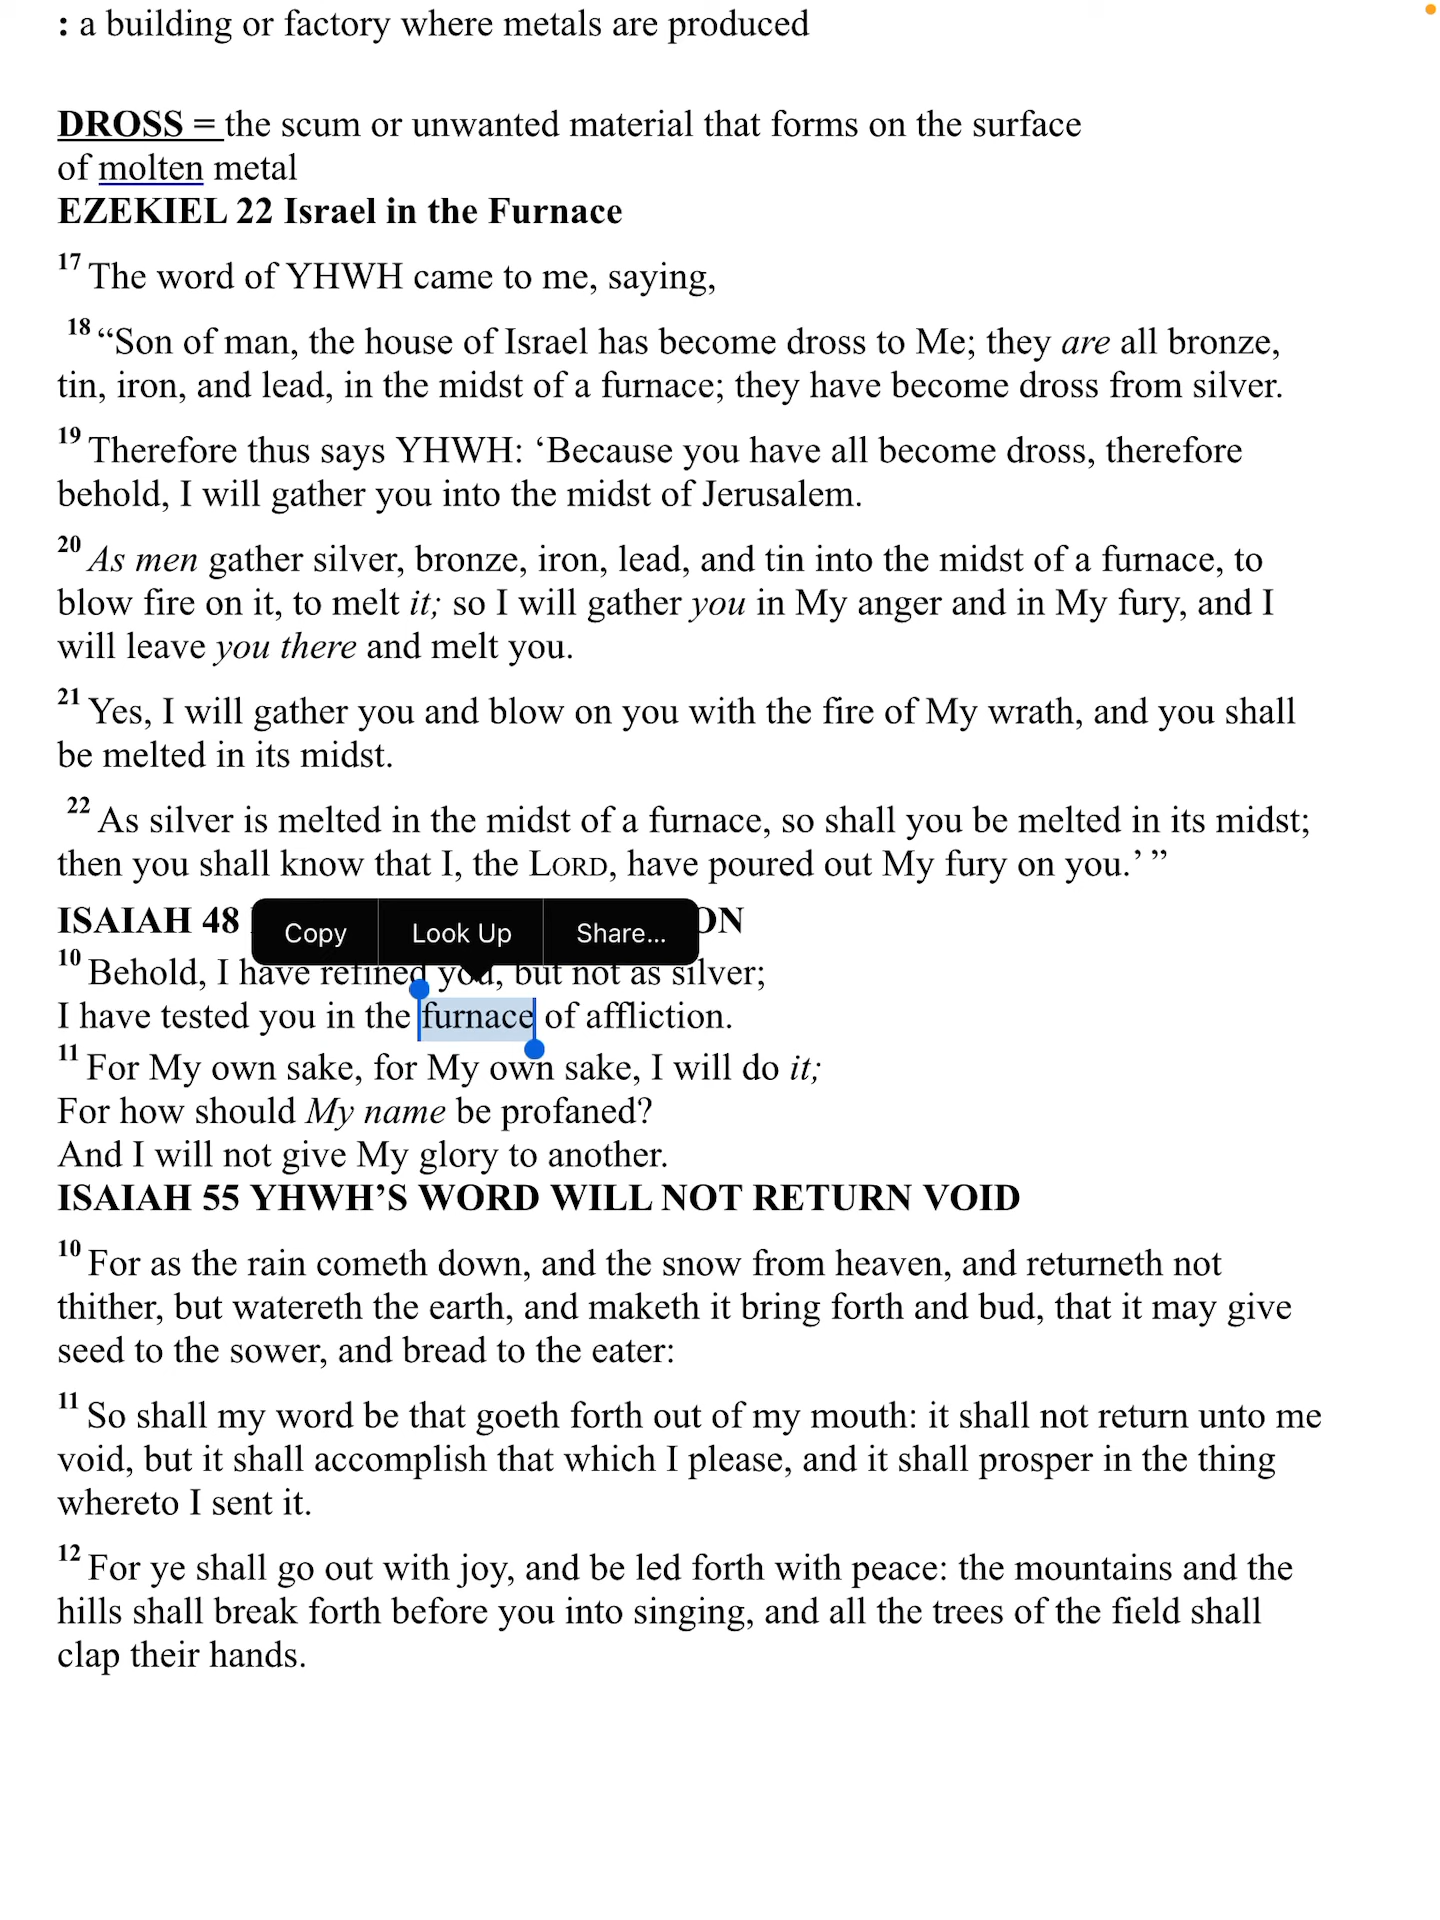 : a building or factory where metals are produced
DROSS = the scum or unwanted material that forms on the surface
of molten metal
EZEKIEL 22 Israel in the Furnace
17 The word of YHWH came to me, saying,
18 “Son of man, the house of Israel has become dross to Me; they are all bronze,
tin, iron, and lead, in the midst of a furnace; they have become dross from silver.
19 Therefore thus says YHWH: ‘Because you have all become dross, therefore
behold, I will gather you into the midst of Jerusalem.
20 As men gather silver, bronze, iron, lead, and tin into the midst of a furnace, to
blow fire on it, to melt it; so I will gather you in My anger and in My fury, and I
will leave you there and melt you.
21 Yes, I will gather you and blow on you with the fire of My wrath, and you shall
be melted in its midst.
22 As silver is melted in the midst of a furnace, so shall you be melted in its midst;
then you shall know that I, the LORD, have poured out My fury on you.’ ”
ISAIAH 48
Copy Look Up Share...
10 Behold, I have refined you, but not as silver;
I have tested you in the furnace of affliction.
11 For My own sake, for My own sake, I will do it;
For how should My name be profaned?
And I will not give My glory to another.
ISAIAH 55 YHWH’S WORD WILL NOT RETURN VOID
10 For as the rain cometh down, and the snow from heaven, and returneth not
thither, but watereth the earth, and maketh it bring forth and bud, that it may give
seed to the sower, and bread to the eater:
11 So shall my word be that goeth forth out of my mouth: it shall not return unto me
void, but it shall accomplish that which I please, and it shall prosper in the thing
whereto I sent it.
12 For ye shall go out with joy, and be led forth with peace: the mountains and the
hills shall break forth before you into singing, and all the trees of the field shall
clap their hands.